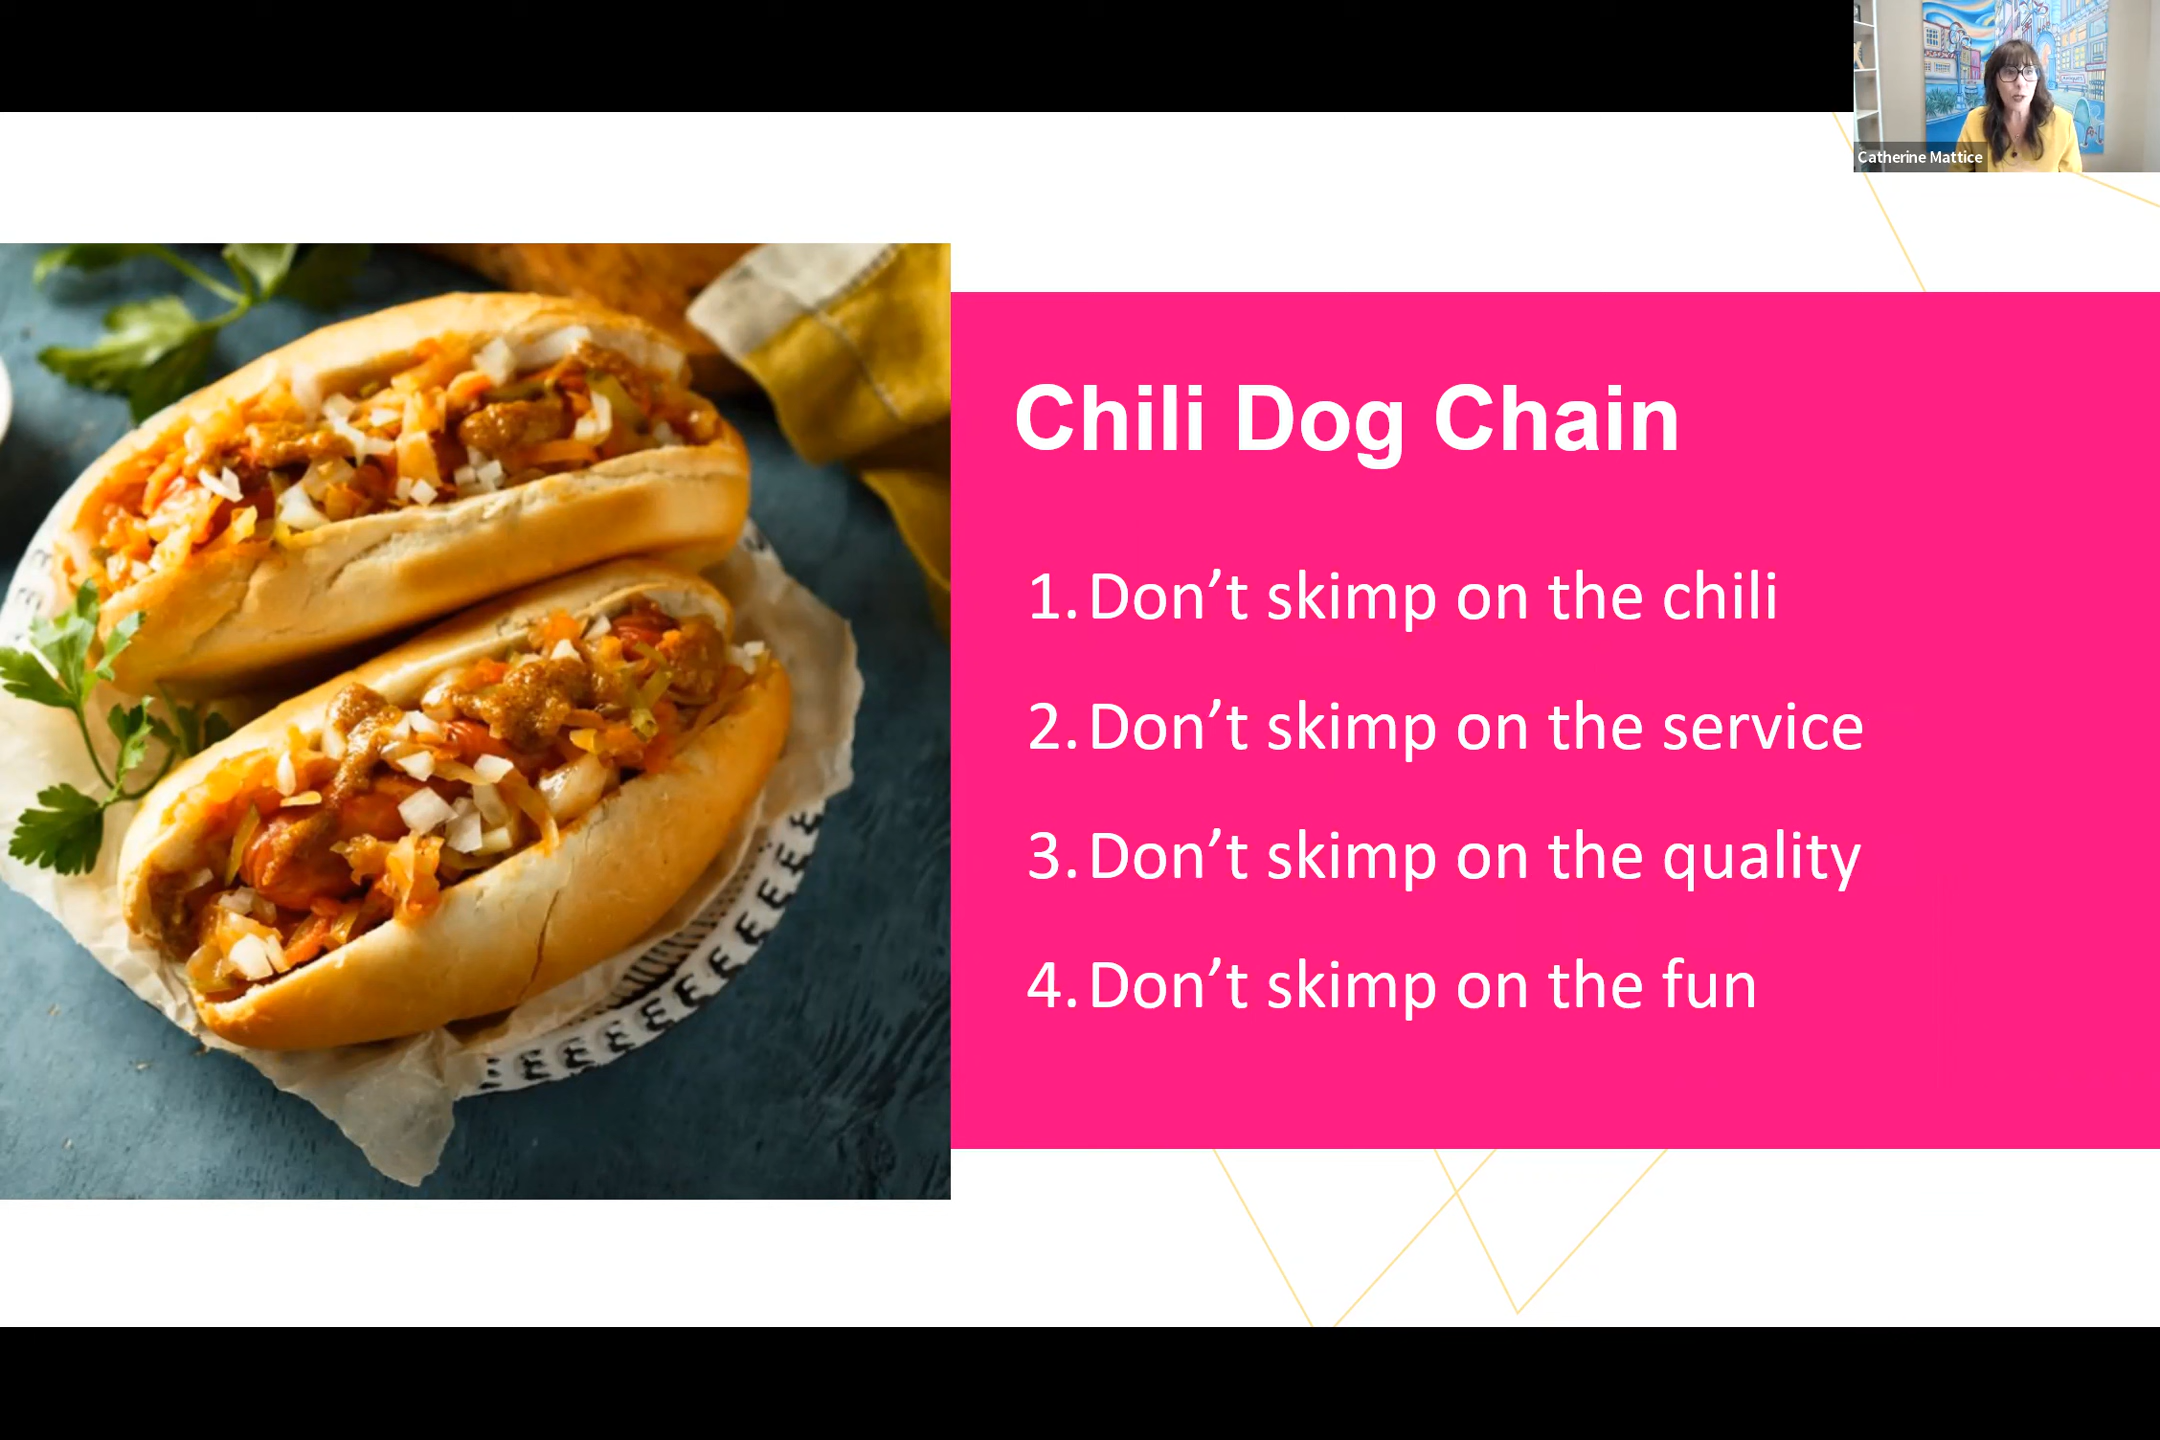 Catherine Mattice
Chili Dog Chain
1. Don’t skimp on the chili
2. Don’t skimp on the service
3. Don’t skimp on the quality
4. Don’t skimp on the fun